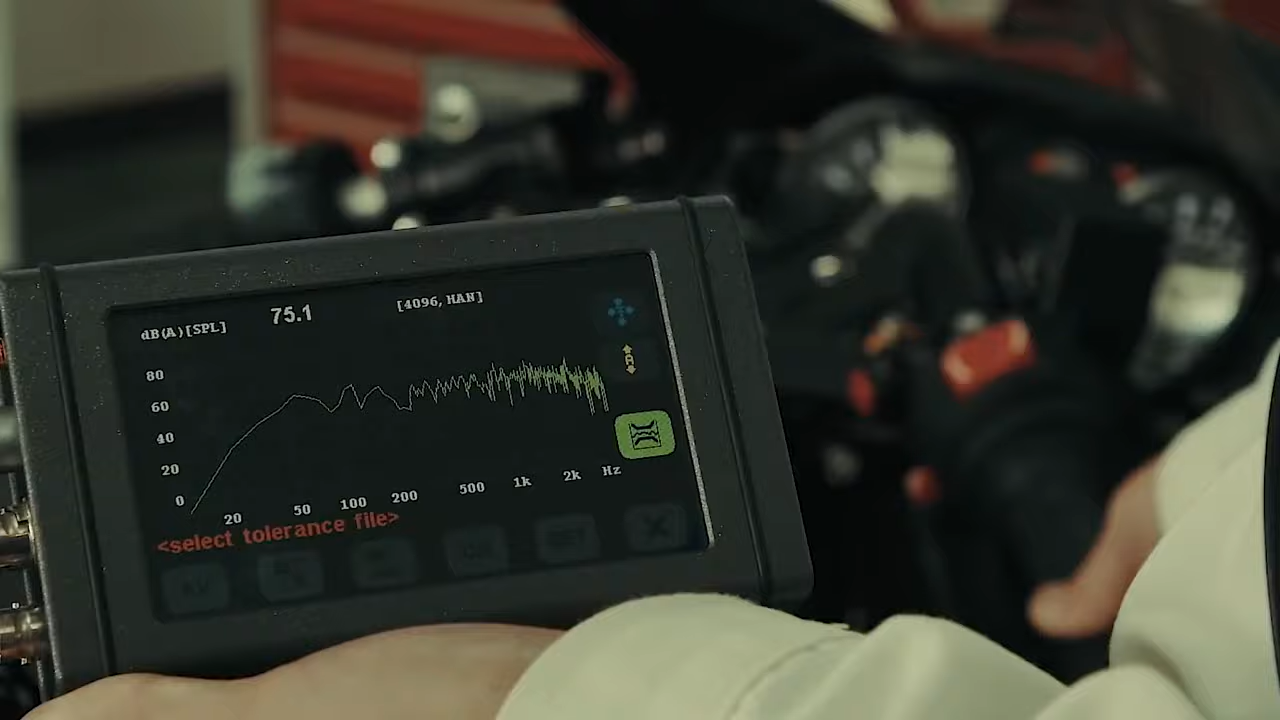 dB(A)[SPL] 75.1 [4096, HAN]
80
60
40
20
0
20 50 100 200 500 1k 2k Hz
<select tolerance file>